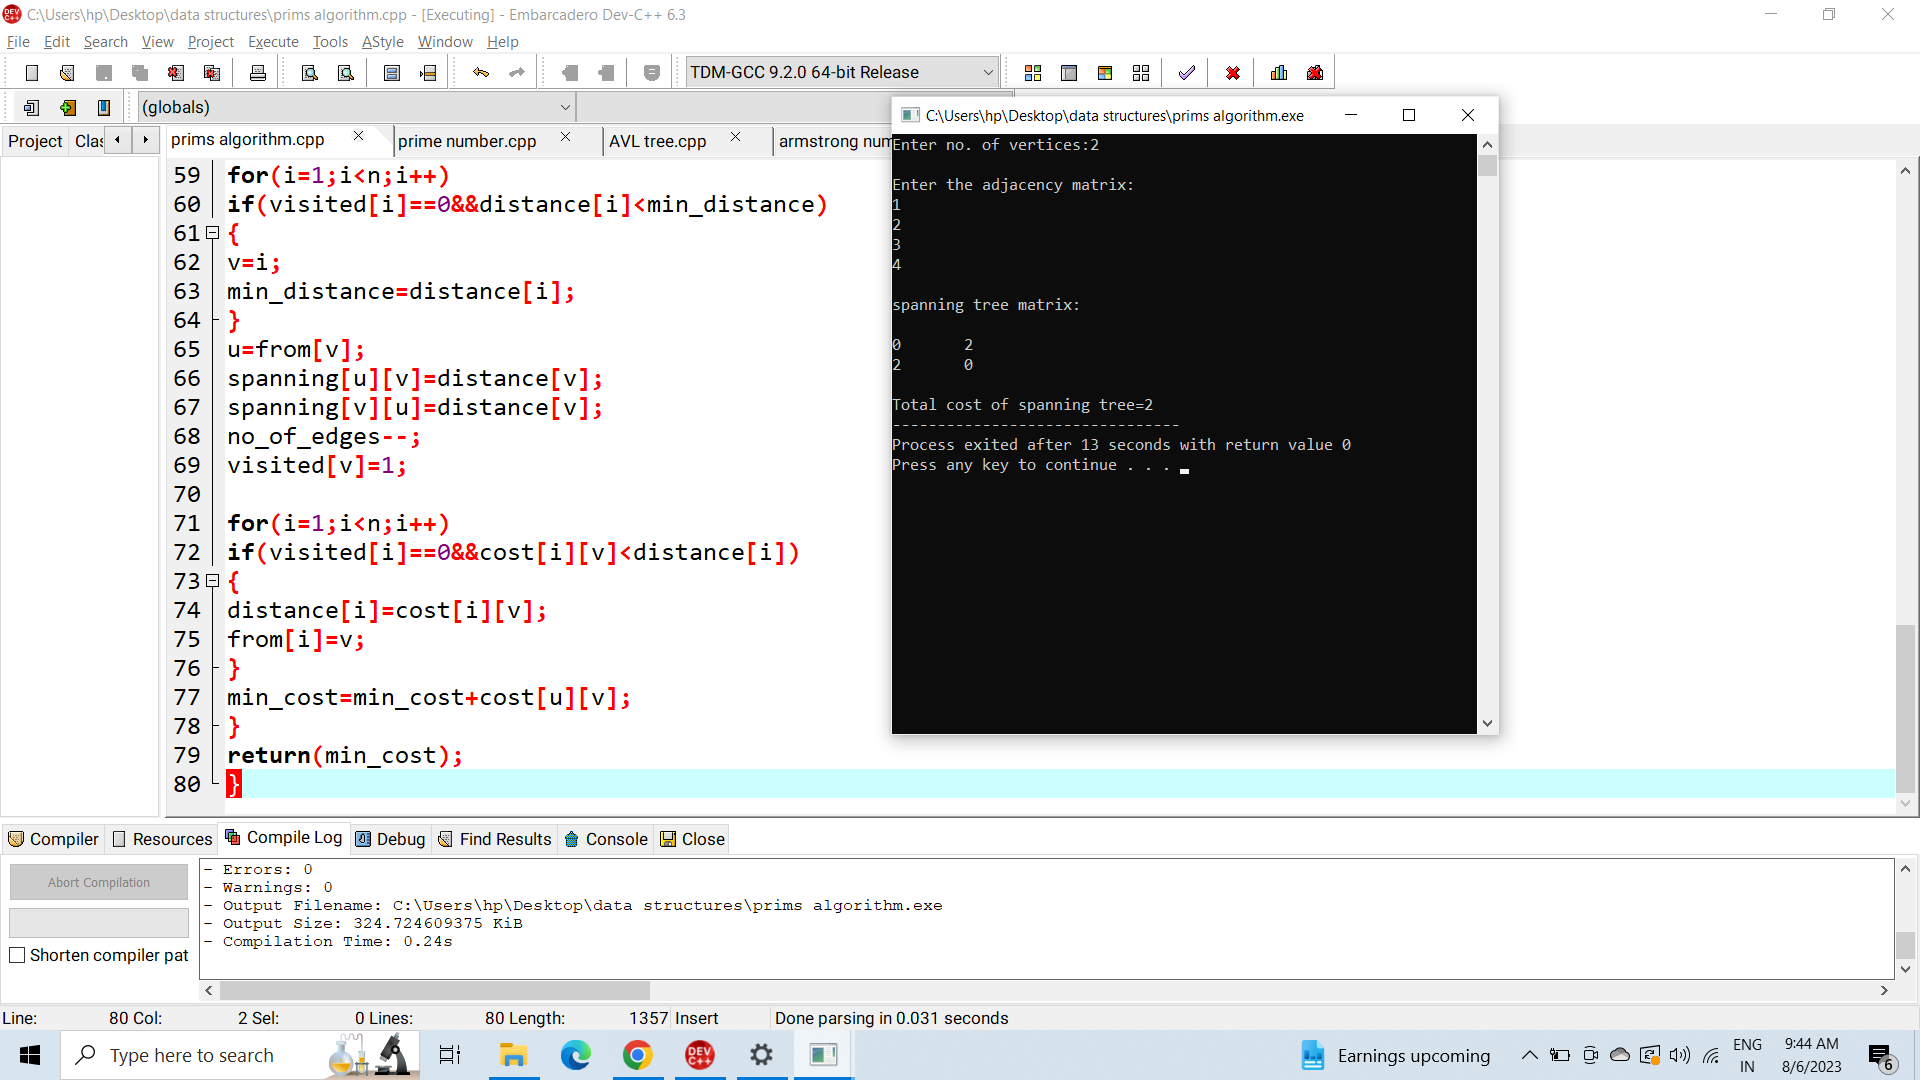 C:\Users\hp\Desktop\data structures\prims algorithm.cpp - [Executing] - Embarcadero Dev-C++ 6.3
File Edit Search View Project Execute Tools AStyle Window Help
TDM-GCC 9.2.0 64-bit Release
(globals)
Project Clas prims algorithm.cpp prime number.cpp AVL tree.cpp armstrong num
59 for(i=1;i<n;i++)
60 if(visited[i]==0&&distance[i]<min_distance)
61 {
62 v=i;
63 min_distance=distance[i];
64 }
65 u=from[v];
66 spanning[u][v]=distance[v];
67 spanning[v][u]=distance[v];
68 no_of_edges--;
69 visited[v]=1;
70
71 for(i=1;i<n;i++)
72 if(visited[i]==0&&cost[i][v]<distance[i])
73 {
74 distance[i]=cost[i][v];
75 from[i]=v;
76 }
77 min_cost=min_cost+cost[u][v];
78 }
79 return(min_cost);
80 }
C:\Users\hp\Desktop\data structures\prims algorithm.exe
Enter no. of vertices:2
Enter the adjacency matrix:
1
2
3
4
spanning tree matrix:
0 2
2 0
Total cost of spanning tree=2
--------------------------------
Process exited after 13 seconds with return value 0
Press any key to continue . . .
Compiler Resources Compile Log Debug Find Results Console Close
Abort Compilation
Shorten compiler pat
- Errors: 0
- Warnings: 0
- Output Filename: C:\Users\hp\Desktop\data structures\prims algorithm.exe
- Output Size: 324.724609375 KiB
- Compilation Time: 0.24s
Line: 80 Col: 2 Sel: 0 Lines: 80 Length: 1357 Insert Done parsing in 0.031 seconds
Type here to search
DEV C++
Earnings upcoming
ENG
IN
9:44 AM
8/6/2023
6